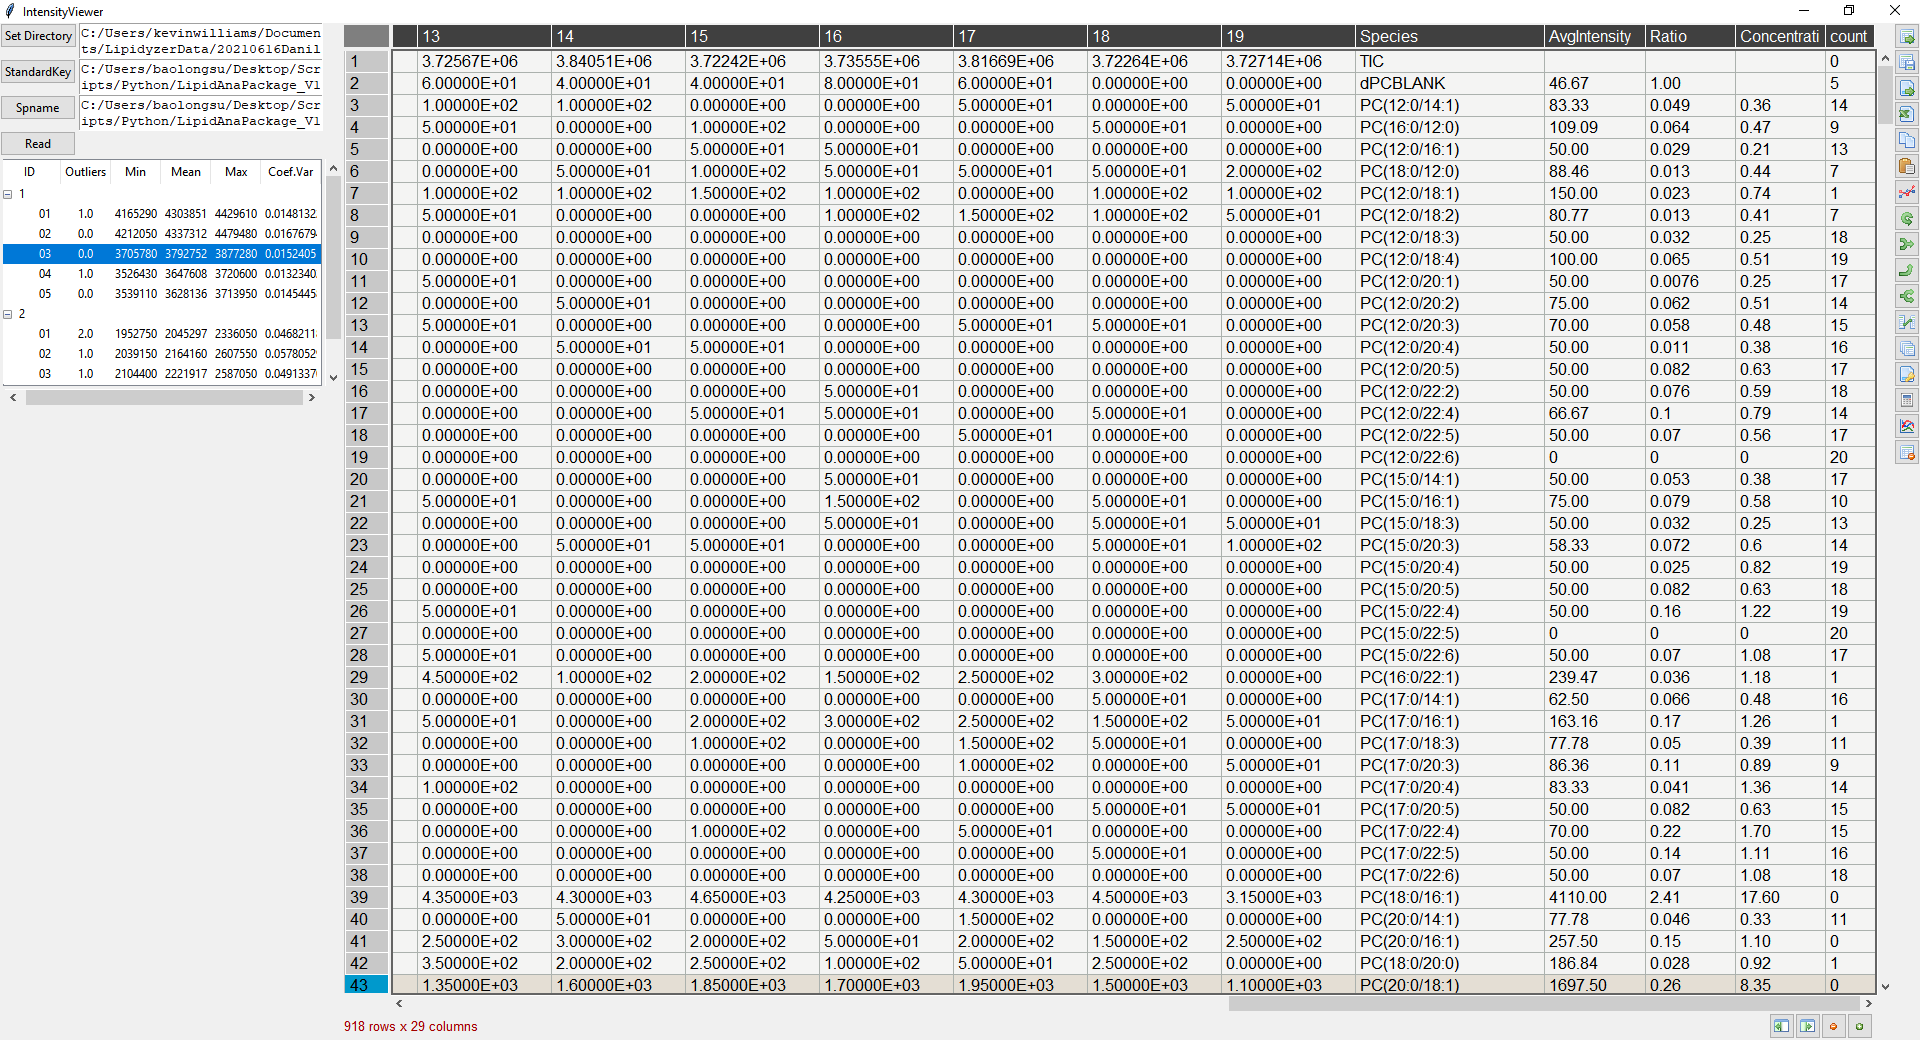 IntensityViewer
Set Directory
C:/Users/kevinwilliams/Documen
ts/LipidyzerData/20210616Danil
StandardKey
C:/Users/baolongsu/Desktop/Scr
ipts/Python/LipidAnaPackage_V1
Spname
C:/Users/baolongsu/Desktop/Scr
ipts/Python/LipidAnaPackage_V1
Read
ID Outliers Min Mean Max Coef.Var
1
01 1.0 4165290 4303851 4429610 0.0148132
02 0.0 4212050 4337312 4479480 0.0167679
03 0.0 3705780 3792752 3877280 0.0152405
04 1.0 3526430 3647608 3720600 0.0132340
05 0.0 3539110 3628136 3713950 0.0145445
2
01 2.0 1952750 2045297 2336050 0.0468211
02 1.0 2039150 2164160 2607550 0.0578052
03 1.0 2104400 2221917 2587050 0.0491337
13 14 15 16 17 18 19 Species AvgIntensity Ratio Concentrati count
1 3.72567E+06 3.84051E+06 3.72242E+06 3.73555E+06 3.81669E+06 3.72264E+06 3.72714E+06 TIC 0
2 6.00000E+01 4.00000E+01 4.00000E+01 8.00000E+01 6.00000E+01 0.00000E+00 0.00000E+00 dPCBLANK 46.67 1.00 5
3 1.00000E+02 1.00000E+02 0.00000E+00 0.00000E+00 5.00000E+01 0.00000E+00 5.00000E+01 PC(12:0/14:1) 83.33 0.049 0.36 14
4 5.00000E+01 0.00000E+00 1.00000E+02 0.00000E+00 0.00000E+00 5.00000E+01 0.00000E+00 PC(16:0/12:0) 109.09 0.064 0.47 9
5 0.00000E+00 0.00000E+00 5.00000E+01 5.00000E+01 0.00000E+00 0.00000E+00 0.00000E+00 PC(12:0/16:1) 50.00 0.029 0.21 13
6 0.00000E+00 5.00000E+01 1.00000E+02 5.00000E+01 5.00000E+01 5.00000E+01 2.00000E+02 PC(18:0/12:0) 88.46 0.013 0.44 7
7 1.00000E+02 1.00000E+02 1.50000E+02 1.00000E+02 0.00000E+00 1.00000E+02 1.00000E+02 PC(12:0/18:1) 150.00 0.023 0.74 1
8 5.00000E+01 0.00000E+00 0.00000E+00 1.00000E+02 1.50000E+02 1.00000E+02 5.00000E+01 PC(12:0/18:2) 80.77 0.013 0.41 7
9 0.00000E+00 0.00000E+00 0.00000E+00 0.00000E+00 0.00000E+00 0.00000E+00 0.00000E+00 PC(12:0/18:3) 50.00 0.032 0.25 18
10 0.00000E+00 0.00000E+00 0.00000E+00 0.00000E+00 0.00000E+00 0.00000E+00 0.00000E+00 PC(12:0/18:4) 100.00 0.065 0.51 19
11 5.00000E+01 0.00000E+00 0.00000E+00 0.00000E+00 0.00000E+00 0.00000E+00 0.00000E+00 PC(12:0/20:1) 50.00 0.0076 0.25 17
12 0.00000E+00 5.00000E+01 0.00000E+00 0.00000E+00 0.00000E+00 0.00000E+00 0.00000E+00 PC(12:0/20:2) 75.00 0.062 0.51 14
13 5.00000E+01 0.00000E+00 0.00000E+00 0.00000E+00 5.00000E+01 5.00000E+01 0.00000E+00 PC(12:0/20:3) 70.00 0.058 0.48 15
14 0.00000E+00 5.00000E+01 5.00000E+01 0.00000E+00 0.00000E+00 0.00000E+00 0.00000E+00 PC(12:0/20:4) 50.00 0.011 0.38 16
15 0.00000E+00 0.00000E+00 0.00000E+00 0.00000E+00 0.00000E+00 0.00000E+00 0.00000E+00 PC(12:0/20:5) 50.00 0.082 0.63 17
16 0.00000E+00 0.00000E+00 0.00000E+00 5.00000E+01 0.00000E+00 0.00000E+00 0.00000E+00 PC(12:0/22:2) 50.00 0.076 0.59 18
17 0.00000E+00 0.00000E+00 5.00000E+01 5.00000E+01 0.00000E+00 5.00000E+01 0.00000E+00 PC(12:0/22:4) 66.67 0.1 0.79 14
18 0.00000E+00 0.00000E+00 0.00000E+00 0.00000E+00 5.00000E+01 0.00000E+00 0.00000E+00 PC(12:0/22:5) 50.00 0.07 0.56 17
19 0.00000E+00 0.00000E+00 0.00000E+00 0.00000E+00 0.00000E+00 0.00000E+00 0.00000E+00 PC(12:0/22:6) 0 0 0 20
20 0.00000E+00 0.00000E+00 0.00000E+00 5.00000E+01 0.00000E+00 0.00000E+00 0.00000E+00 PC(15:0/14:1) 50.00 0.053 0.38 17
21 5.00000E+01 0.00000E+00 0.00000E+00 1.50000E+02 0.00000E+00 5.00000E+01 0.00000E+00 PC(15:0/16:1) 75.00 0.079 0.58 10
22 0.00000E+00 0.00000E+00 0.00000E+00 5.00000E+01 0.00000E+00 5.00000E+01 5.00000E+01 PC(15:0/18:3) 50.00 0.032 0.25 13
23 0.00000E+00 5.00000E+01 5.00000E+01 0.00000E+00 0.00000E+00 5.00000E+01 1.00000E+02 PC(15:0/20:3) 58.33 0.072 0.6 14
24 0.00000E+00 0.00000E+00 0.00000E+00 0.00000E+00 0.00000E+00 0.00000E+00 0.00000E+00 PC(15:0/20:4) 50.00 0.025 0.82 19
25 0.00000E+00 0.00000E+00 0.00000E+00 0.00000E+00 0.00000E+00 0.00000E+00 0.00000E+00 PC(15:0/20:5) 50.00 0.082 0.63 18
26 5.00000E+01 0.00000E+00 0.00000E+00 0.00000E+00 0.00000E+00 0.00000E+00 0.00000E+00 PC(15:0/22:4) 50.00 0.16 1.22 19
27 0.00000E+00 0.00000E+00 0.00000E+00 0.00000E+00 0.00000E+00 0.00000E+00 0.00000E+00 PC(15:0/22:5) 0 0 0 20
28 5.00000E+01 0.00000E+00 0.00000E+00 0.00000E+00 0.00000E+00 0.00000E+00 0.00000E+00 PC(15:0/22:6) 50.00 0.07 1.08 17
29 4.50000E+02 1.00000E+02 2.00000E+02 1.50000E+02 2.50000E+02 3.00000E+02 0.00000E+00 PC(16:0/22:1) 239.47 0.036 1.18 1
30 0.00000E+00 0.00000E+00 0.00000E+00 0.00000E+00 0.00000E+00 5.00000E+01 0.00000E+00 PC(17:0/14:1) 62.50 0.066 0.48 16
31 5.00000E+01 0.00000E+00 2.00000E+02 3.00000E+02 2.50000E+02 1.50000E+02 5.00000E+01 PC(17:0/16:1) 163.16 0.17 1.26 1
32 0.00000E+00 0.00000E+00 1.00000E+02 0.00000E+00 1.50000E+02 5.00000E+01 0.00000E+00 PC(17:0/18:3) 77.78 0.05 0.39 11
33 0.00000E+00 0.00000E+00 0.00000E+00 0.00000E+00 1.00000E+02 0.00000E+00 5.00000E+01 PC(17:0/20:3) 86.36 0.11 0.89 9
34 1.00000E+02 0.00000E+00 0.00000E+00 0.00000E+00 0.00000E+00 0.00000E+00 0.00000E+00 PC(17:0/20:4) 83.33 0.041 1.36 14
35 0.00000E+00 0.00000E+00 0.00000E+00 0.00000E+00 0.00000E+00 5.00000E+01 5.00000E+01 PC(17:0/20:5) 50.00 0.082 0.63 15
36 0.00000E+00 0.00000E+00 1.00000E+02 0.00000E+00 5.00000E+01 0.00000E+00 0.00000E+00 PC(17:0/22:4) 70.00 0.22 1.70 15
37 0.00000E+00 0.00000E+00 0.00000E+00 0.00000E+00 0.00000E+00 5.00000E+01 0.00000E+00 PC(17:0/22:5) 50.00 0.14 1.11 16
38 0.00000E+00 0.00000E+00 0.00000E+00 0.00000E+00 0.00000E+00 0.00000E+00 0.00000E+00 PC(17:0/22:6) 50.00 0.07 1.08 18
39 4.35000E+03 4.30000E+03 4.65000E+03 4.25000E+03 4.30000E+03 4.50000E+03 3.15000E+03 PC(18:0/16:1) 4110.00 2.41 17.60 0
40 0.00000E+00 5.00000E+01 0.00000E+00 0.00000E+00 1.50000E+02 0.00000E+00 0.00000E+00 PC(20:0/14:1) 77.78 0.046 0.33 11
41 2.50000E+02 3.00000E+02 2.00000E+02 5.00000E+01 2.00000E+02 1.50000E+02 2.50000E+02 PC(20:0/16:1) 257.50 0.15 1.10 0
42 3.50000E+02 2.00000E+02 2.50000E+02 1.00000E+02 5.00000E+01 2.50000E+02 0.00000E+00 PC(18:0/20:0) 186.84 0.028 0.92 1
43 1.35000E+03 1.60000E+03 1.85000E+03 1.70000E+03 1.95000E+03 1.50000E+03 1.10000E+03 PC(20:0/18:1) 1697.50 0.26 8.35 0
918 rows x 29 columns